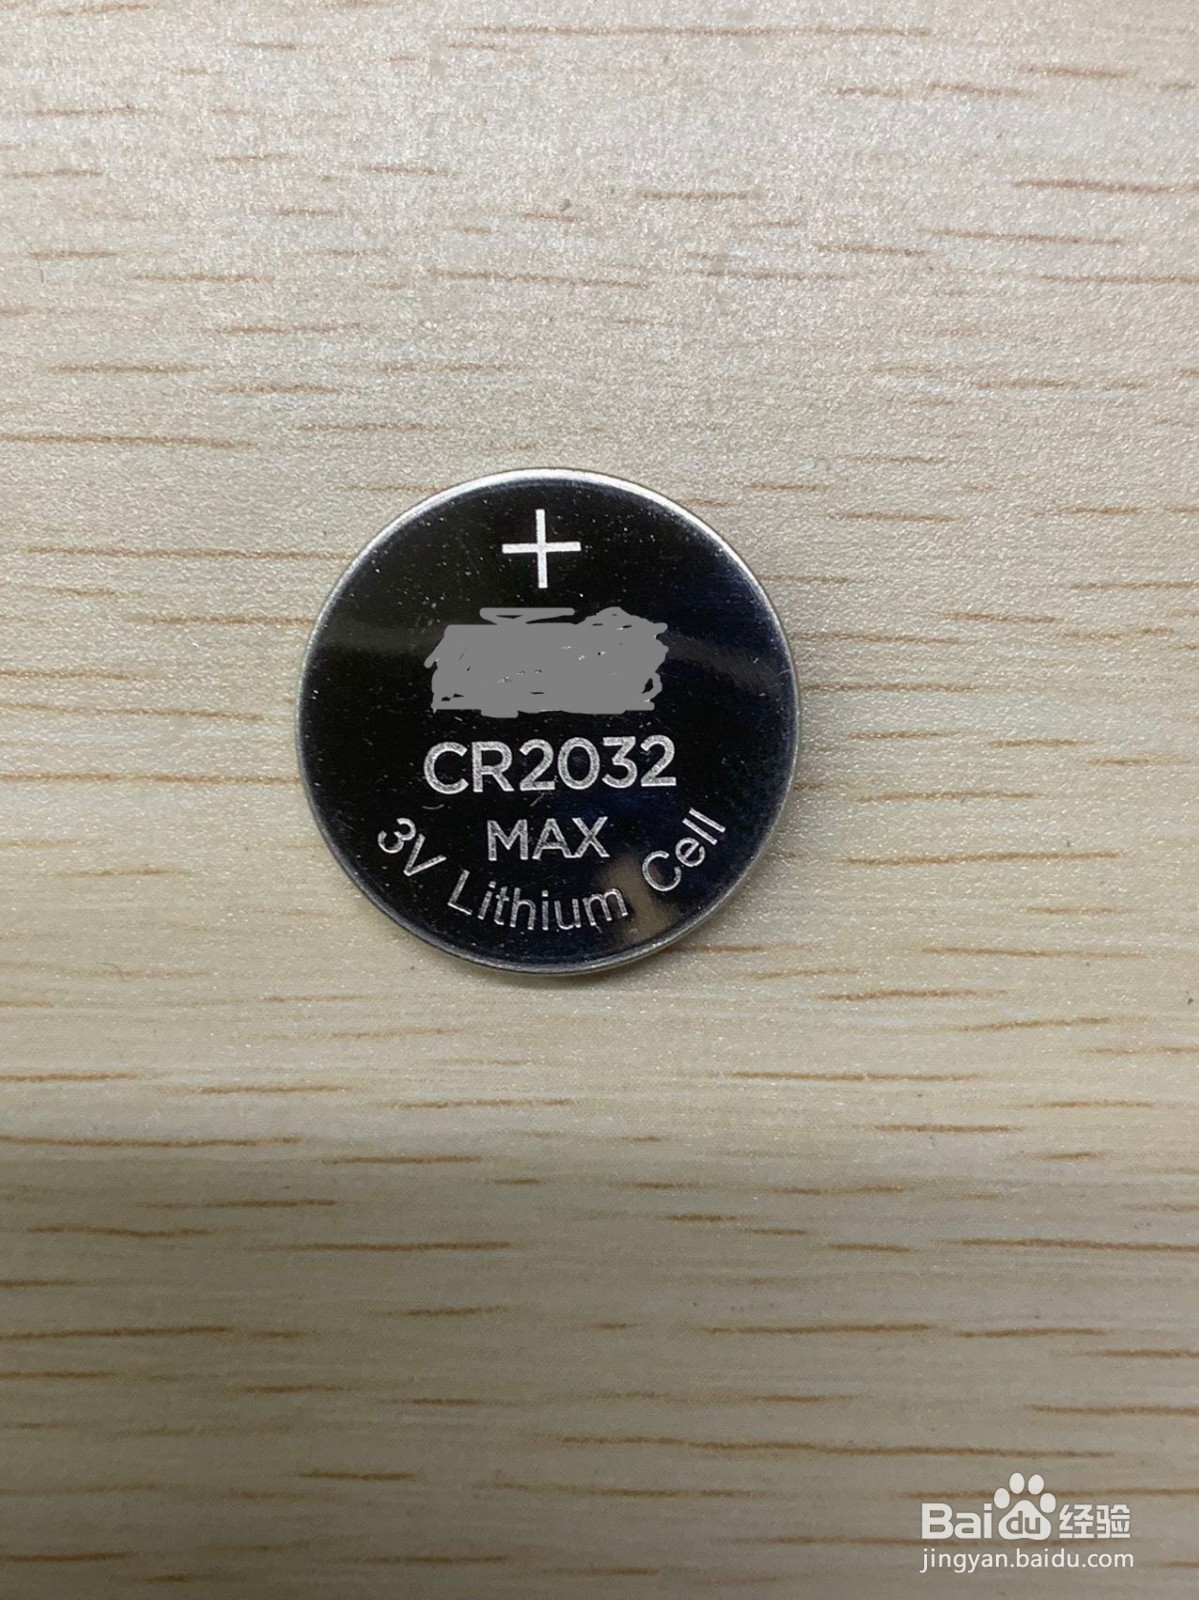 +
CR2032
MAX
3V Lithium Cell
Baidu经验
jingyan.baidu.com